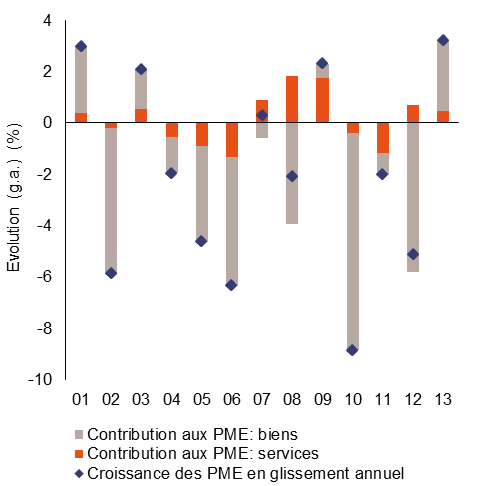 4
2
0
-2
-4
-6
-8
-10
Evolution (g.a.) (%)
01 02 03 04 05 06 07 08 09 10 11 12 13
Contribution aux PME: biens
Contribution aux PME: services
Croissance des PME en glissement annuel